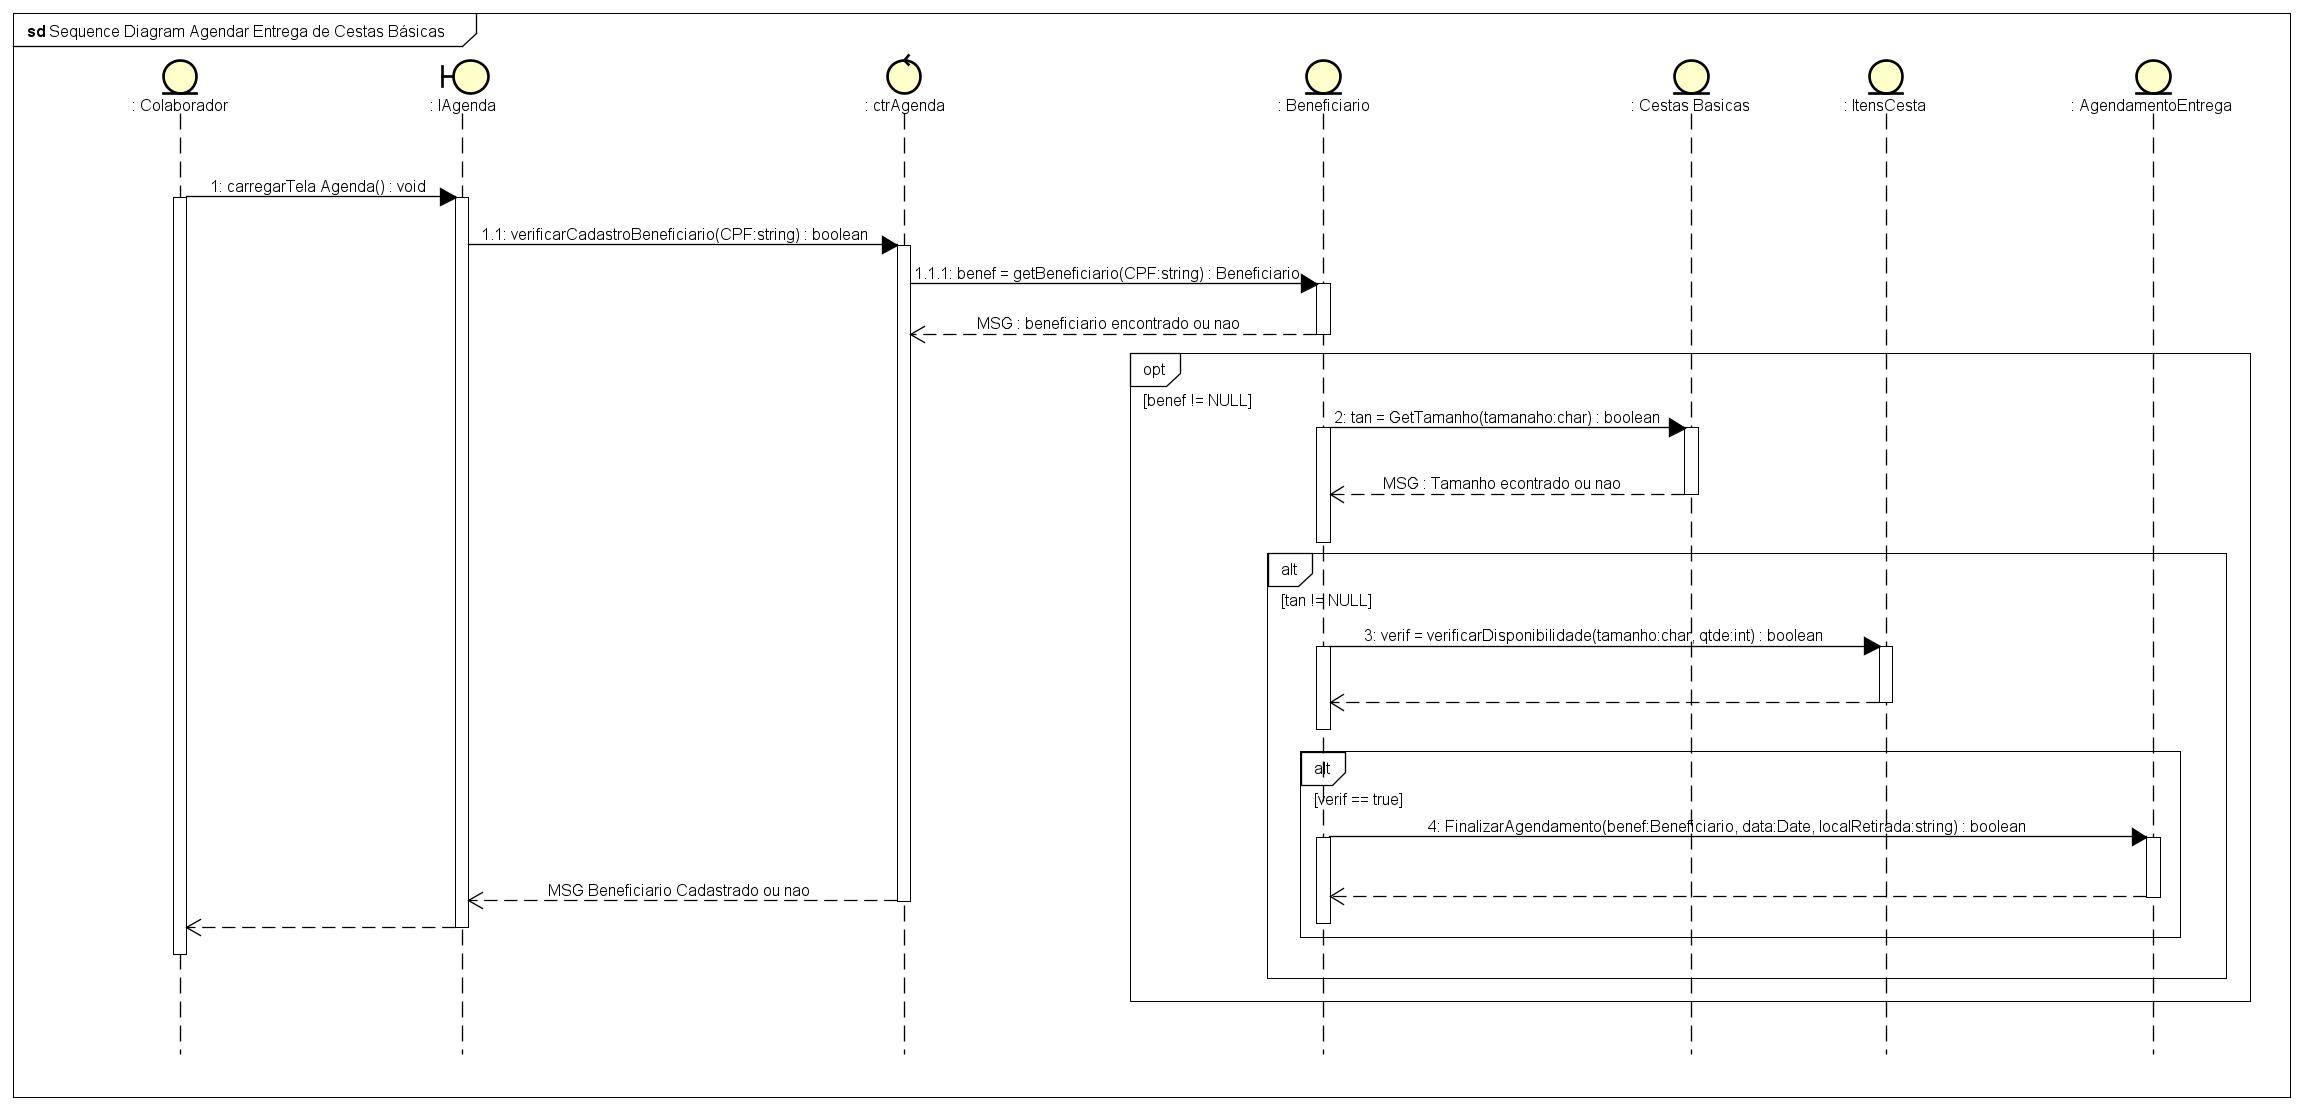 sd Sequence Diagram Agendar Entrega de Cestas Básicas
: Colaborador
: IAgenda
: ctrAgenda
: Beneficiario
: Cestas Basicas
: ItensCesta
: AgendamentoEntrega
1: carregarTela Agenda() : void
1.1: verificarCadastroBeneficiario(CPF:string) : boolean
1.1.1: benef = getBeneficiario(CPF:string) : Beneficiario
MSG : beneficiario encontrado ou nao
opt
[benef != NULL]
2: tan = GetTamanho(tamanaho:char) : boolean
MSG : Tamanho econtrado ou nao
alt
[tan != NULL]
3: verif = verificarDisponibilidade(tamanho:char, qtde:int) : boolean
alt
[verif == true]
4: FinalizarAgendamento(benef:Beneficiario, data:Date, localRetirada:string) : boolean
MSG Beneficiario Cadastrado ou nao